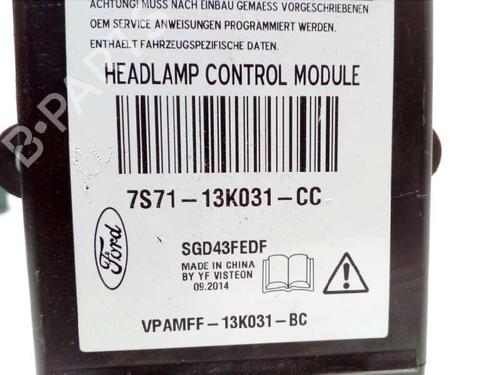 ACHTUNG! MUSS NACH EINBAU GEMAESS VORGESCHRIEBENEN
OEM SERVICE ANWEISUNGEN PROGRAMMIERT WERDEN.
ENTHAELT FAHRZEUGSPEZIFISCHE DATEN.
HEADLAMP CONTROL MODULE
7S71-13K031-CC
Ford
SGD43FEDF
MADE IN CHINA
BY YF VISTEON
09.2014
VPAMFF-13K031-BC